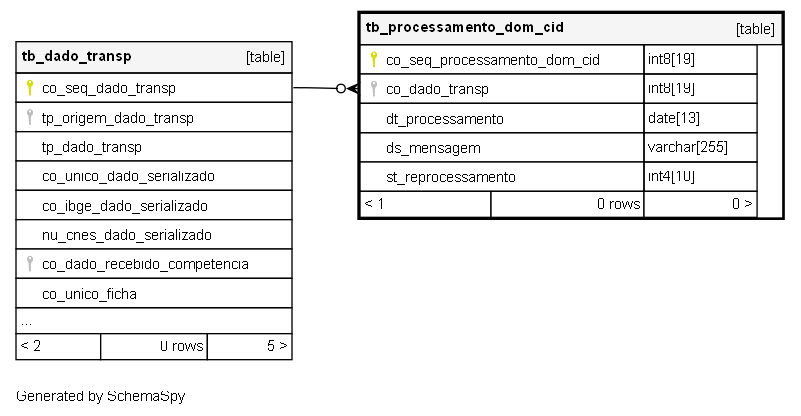 tb_dado_transp [table]
co_seq_dado_transp
tp_origem_dado_transp
tp_dado_transp
co_unico_dado_serializado
co_ibge_dado_serializado
nu_cnes_dado_serializado
co_dado_recebido_competencia
co_unico_ficha
...
< 2 0 rows 5 >
tb_processamento_dom_cid [table]
co_seq_processamento_dom_cid int8[19]
co_dado_transp int8[19]
dt_processamento date[13]
ds_mensagem varchar[255]
st_reprocessamento int4[10]
< 1 0 rows 0 >
Generated by SchemaSpy